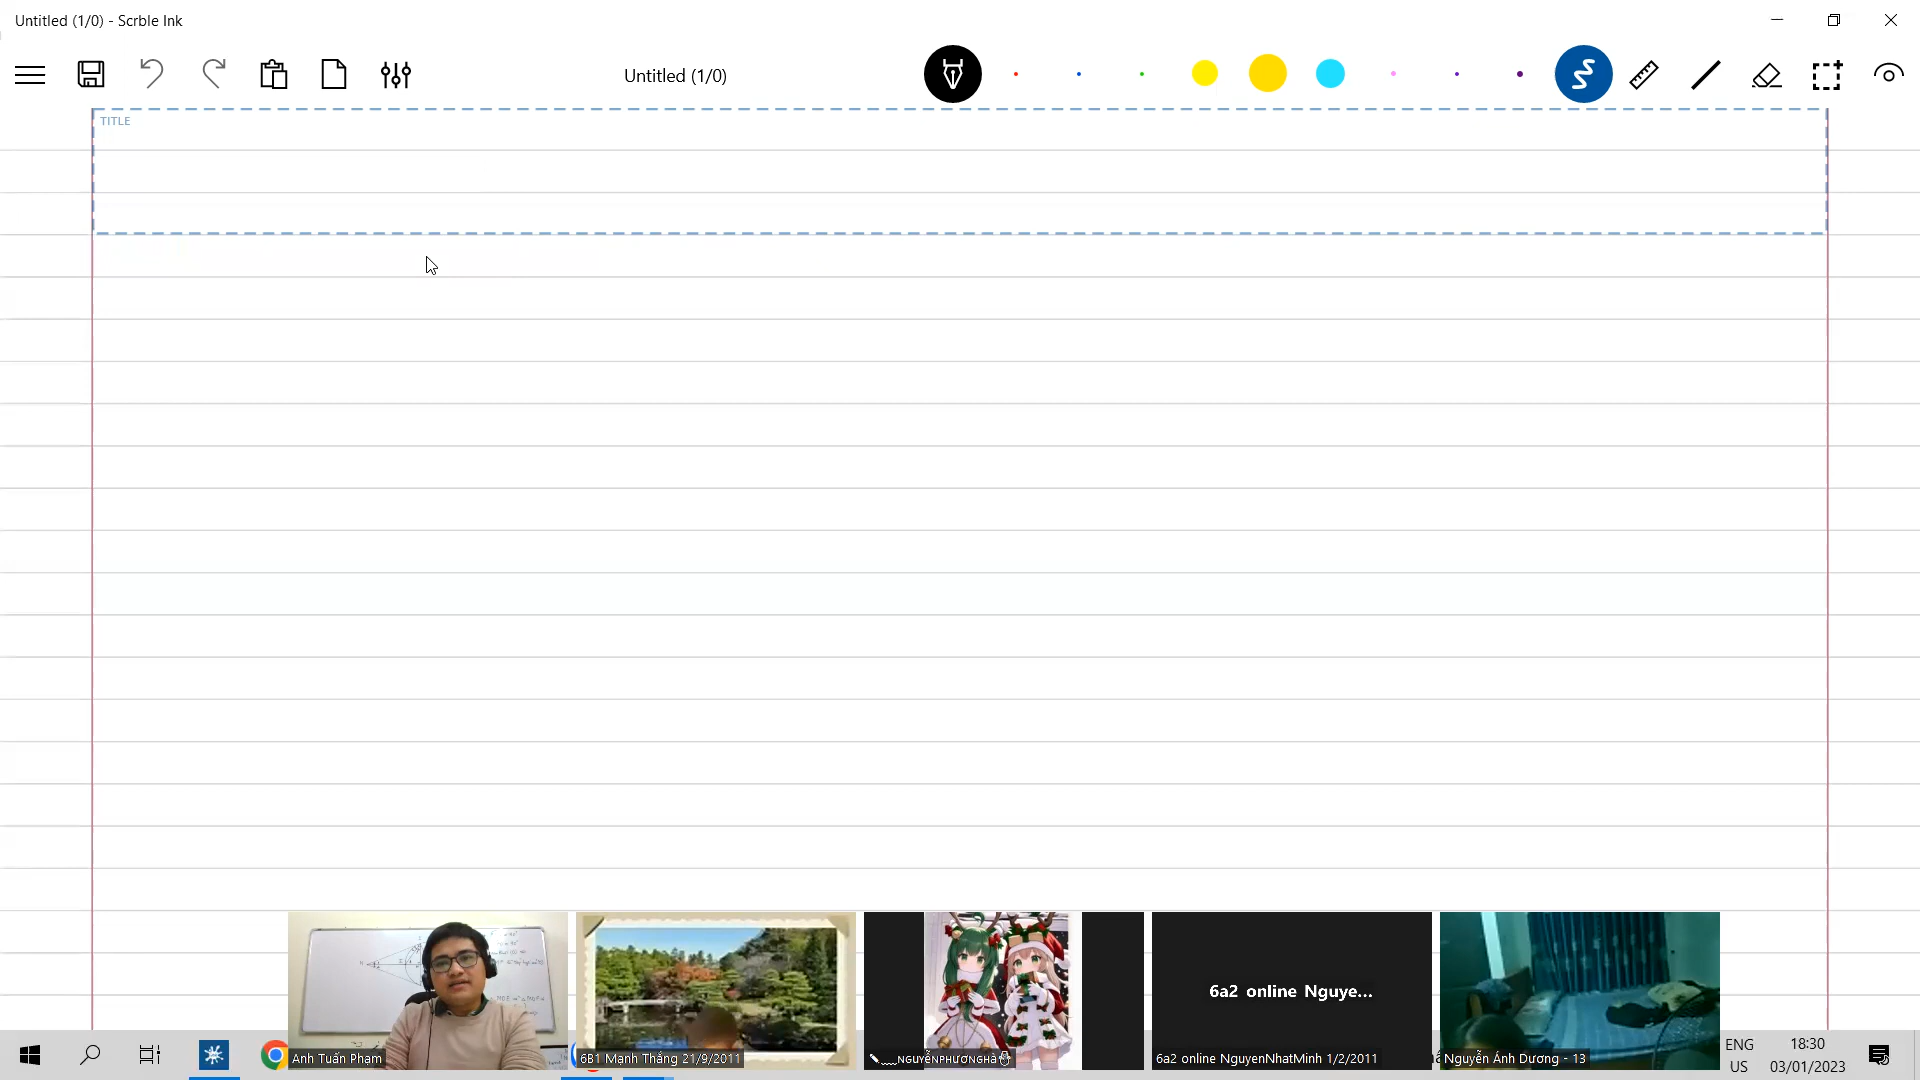 Untitled (1/0) - Scrble Ink
Untitled (1/0)
TITLE
Anh Tuấn Phạm
6B1 Mạnh Thắng 21/9/2011
NGUYỄNPHƯƠNGHÀ
6a2 online Nguye...
6a2 online NguyenNhatMinh 1/2/2011
Nguyễn Ánh Dương - 13
ENG
US
18:30
03/01/2023